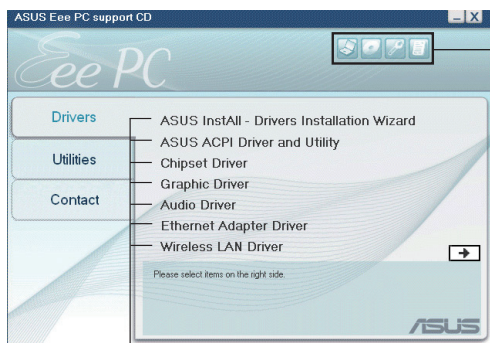 ASUS Eee PC support CD
Eee PC
Drivers
Utilities
Contact
ASUS InstAll - Drivers Installation Wizard
ASUS ACPI Driver and Utility
Chipset Driver
Graphic Driver
Audio Driver
Ethernet Adapter Driver
Wireless LAN Driver
Please select items on the right side.
ASUS